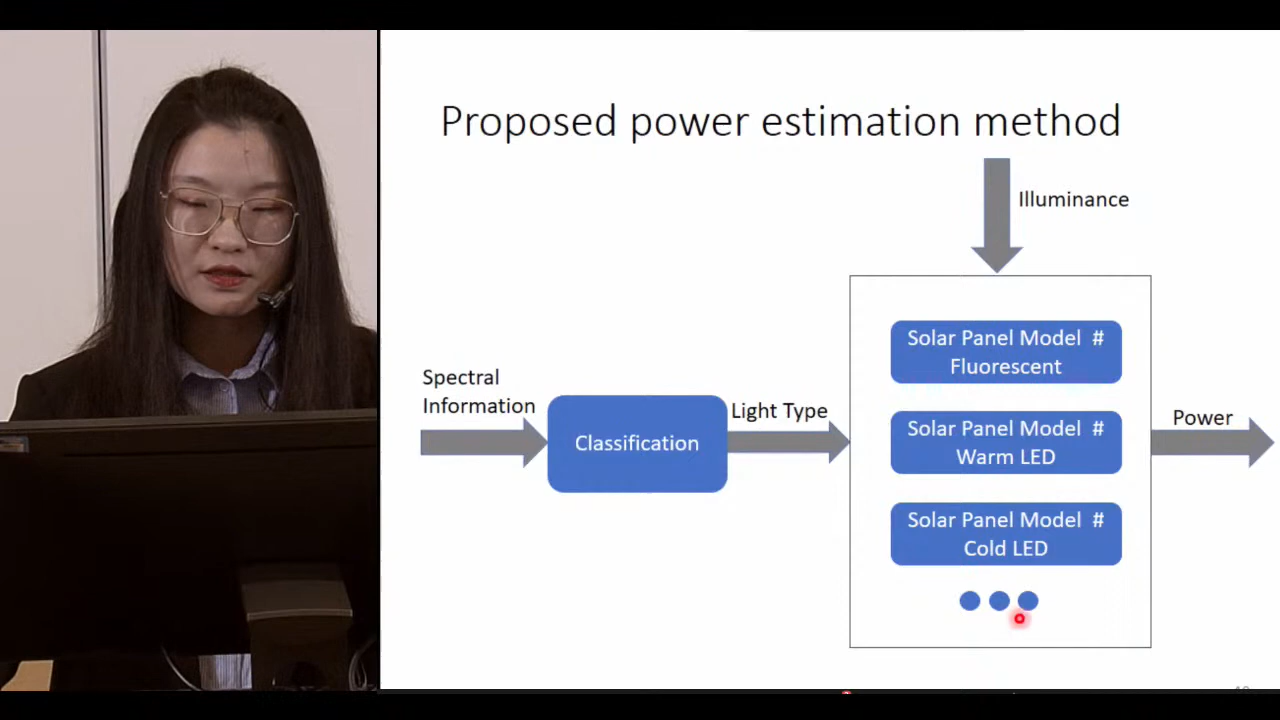 Proposed power estimation method
Illuminance
Solar Panel Model #
Fluorescent
Spectral
Information
Light Type
Power
Classification
Solar Panel Model #
Warm LED
Solar Panel Model #
Cold LED